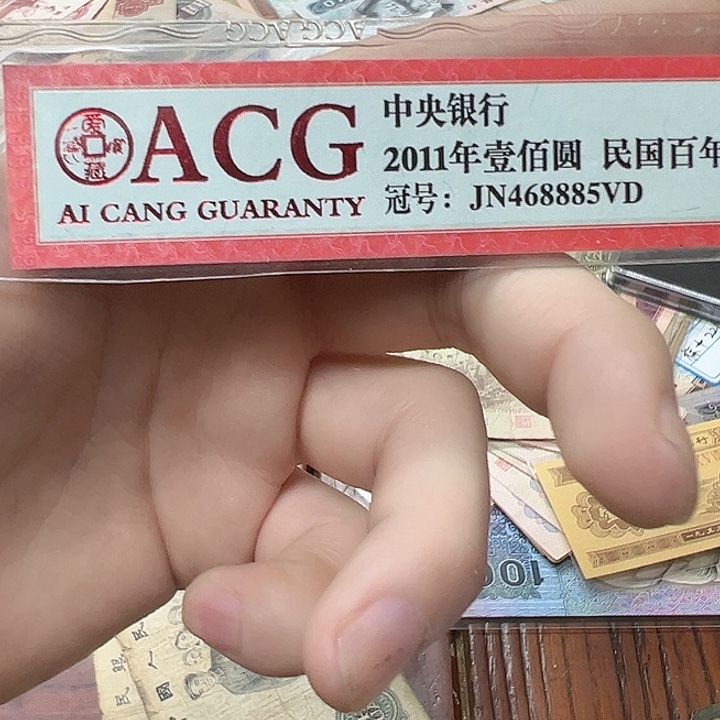 ACG
AI CANG GUARANTY
中央银行
2011年壹佰圆 民国百年
冠号：JN468885VD
100